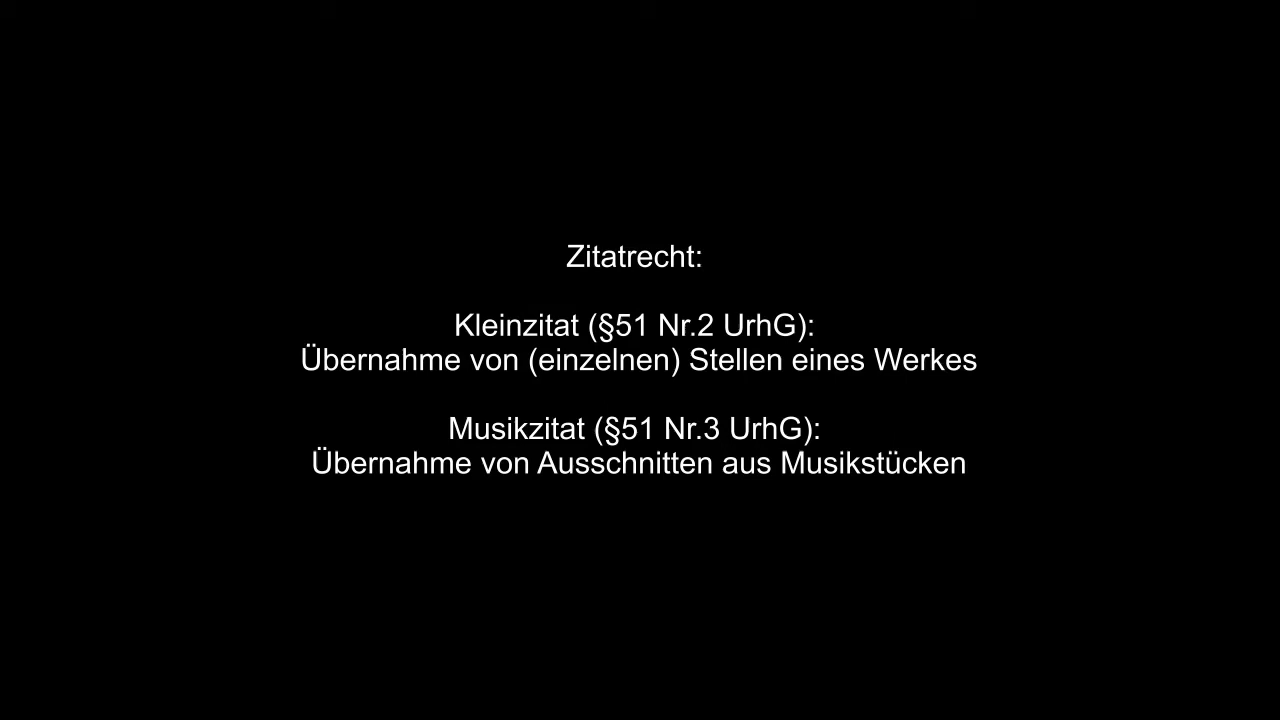 Zitatrecht:
Kleinzitat (§51 Nr.2 UrhG):
Übernahme von (einzelnen) Stellen eines Werkes
Musikzitat (§51 Nr.3 UrhG):
Übernahme von Ausschnitten aus Musikstücken